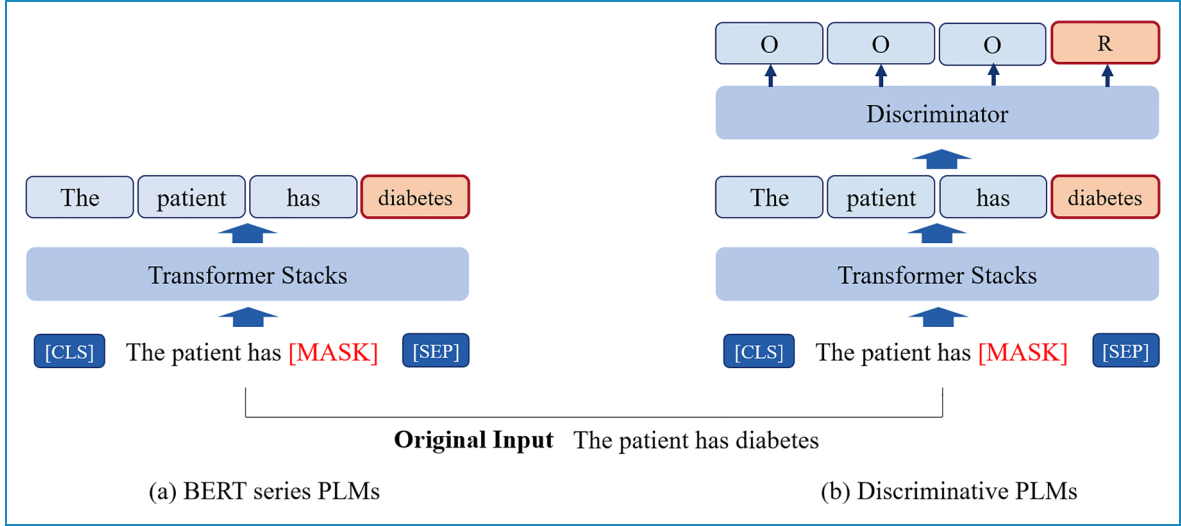 O O O R
Discriminator
The patient has diabetes
The patient has diabetes
Transformer Stacks
Transformer Stacks
[CLS] The patient has [MASK] [SEP]
[CLS] The patient has [MASK] [SEP]
Original Input The patient has diabetes
(a) BERT series PLMs
(b) Discriminative PLMs